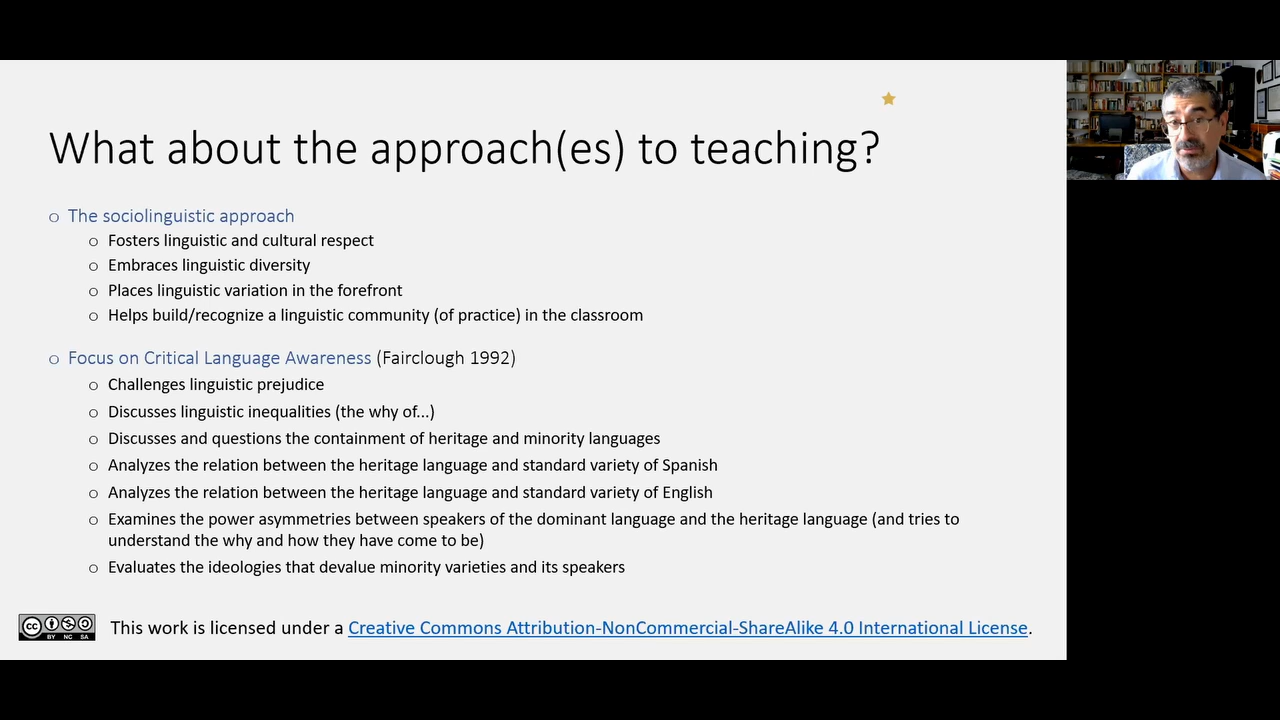 What about the approach(es) to teaching?
o The sociolinguistic approach
o Fosters linguistic and cultural respect
o Embraces linguistic diversity
o Places linguistic variation in the forefront
o Helps build/recognize a linguistic community (of practice) in the classroom
o Focus on Critical Language Awareness (Fairclough 1992)
o Challenges linguistic prejudice
o Discusses linguistic inequalities (the why of...)
o Discusses and questions the containment of heritage and minority languages
o Analyzes the relation between the heritage language and standard variety of Spanish
o Analyzes the relation between the heritage language and standard variety of English
o Examines the power asymmetries between speakers of the dominant language and the heritage language (and tries to
understand the why and how they have come to be)
o Evaluates the ideologies that devalue minority varieties and its speakers
cc BY NC SA
This work is licensed under a Creative Commons Attribution-NonCommercial-ShareAlike 4.0 International License.